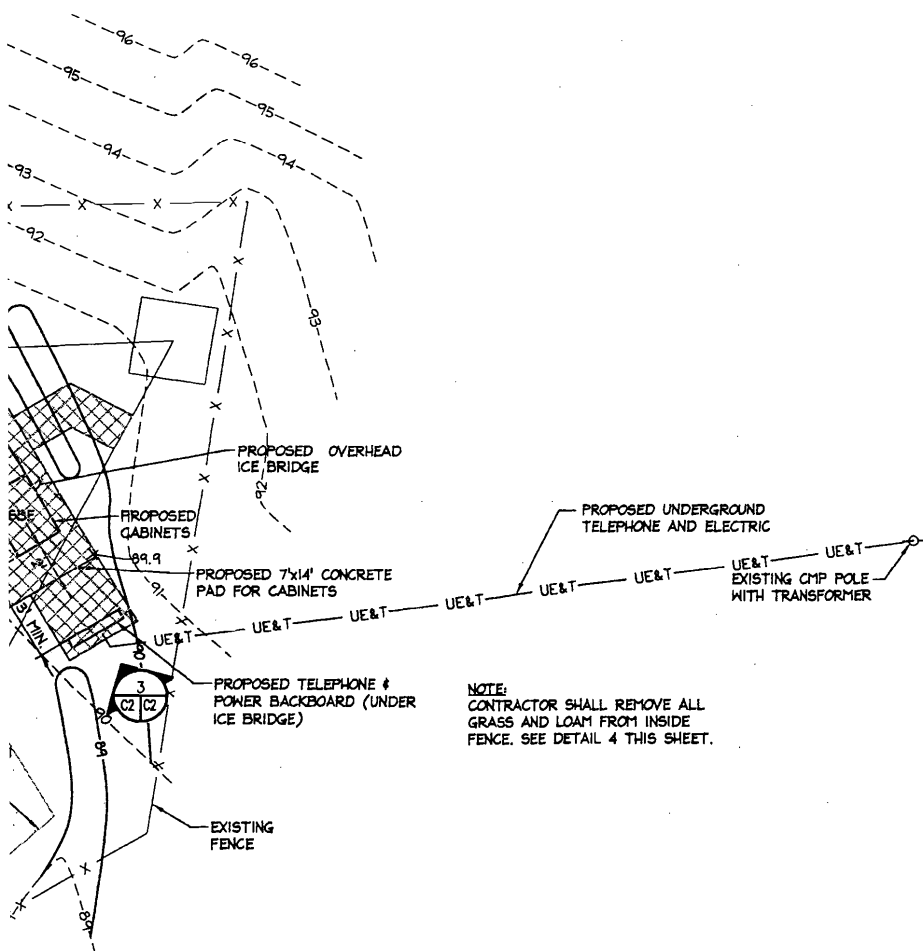 96
96
95
95
94
94
93
92
93
PROPOSED OVERHEAD
ICE BRIDGE
92
PROPOSED
CABINETS
PROPOSED UNDERGROUND
TELEPHONE AND ELECTRIC
89.9
PROPOSED 7'x14' CONCRETE
PAD FOR CABINETS
91
UE&T
UE&T
UE&T
UE&T
UE&T
UE&T
UE&T
UE&T
EXISTING CMP POLE
WITH TRANSFORMER
3' MIN.
90
PROPOSED TELEPHONE &
POWER BACKBOARD (UNDER
ICE BRIDGE)
3
C2 C2
90
NOTE:
CONTRACTOR SHALL REMOVE ALL
GRASS AND LOAM FROM INSIDE
FENCE. SEE DETAIL 4 THIS SHEET.
EXISTING
FENCE
89